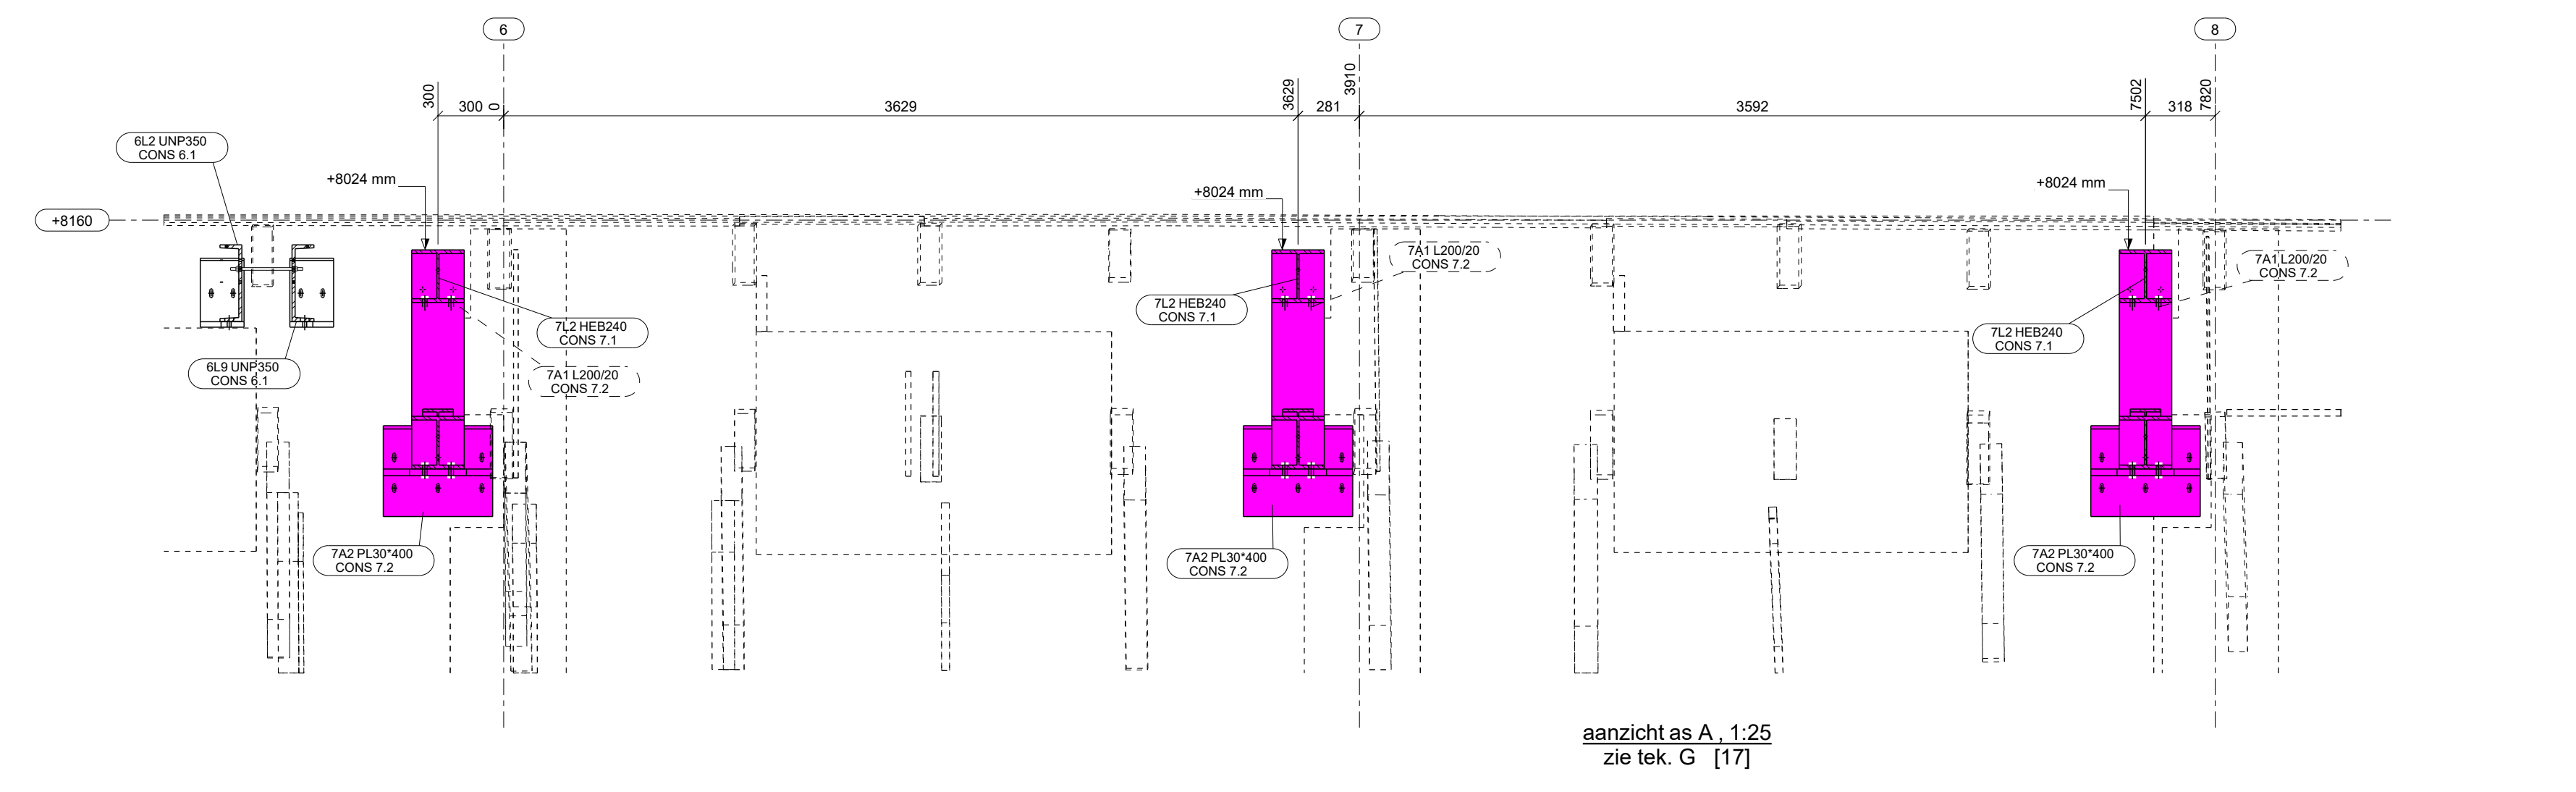 6
7
8
300
300
0
3629
3629
281
3910
3592
7502
318
7820
6L2 UNP350
CONS 6.1
+8024 mm
+8024 mm
+8024 mm
+8160
7A1 L200/20
CONS 7.2
7A1 L200/20
CONS 7.2
7L2 HEB240
CONS 7.1
7L2 HEB240
CONS 7.1
7L2 HEB240
CONS 7.1
6L9 UNP350
CONS 6.1
7A1 L200/20
CONS 7.2
7A2 PL30*400
CONS 7.2
7A2 PL30*400
CONS 7.2
7A2 PL30*400
CONS 7.2
aanzicht as A , 1:25
zie tek. G [17]